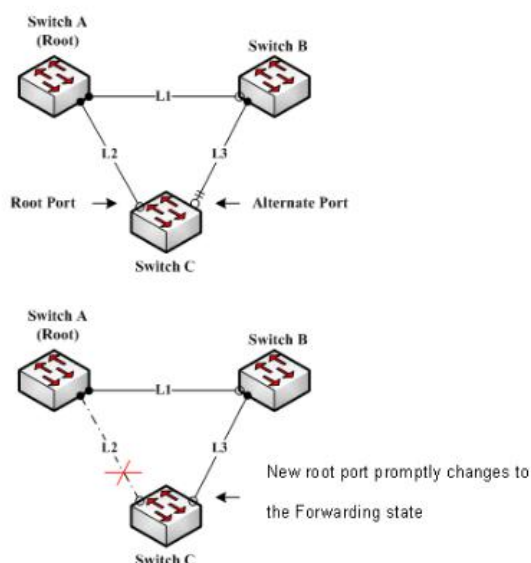 Switch A
(Root)
Switch B
L1
L2
L3
Root Port
Alternate Port
Switch C
Switch A
(Root)
Switch B
L1
L2
L3
New root port promptly changes to
the Forwarding state
Switch C